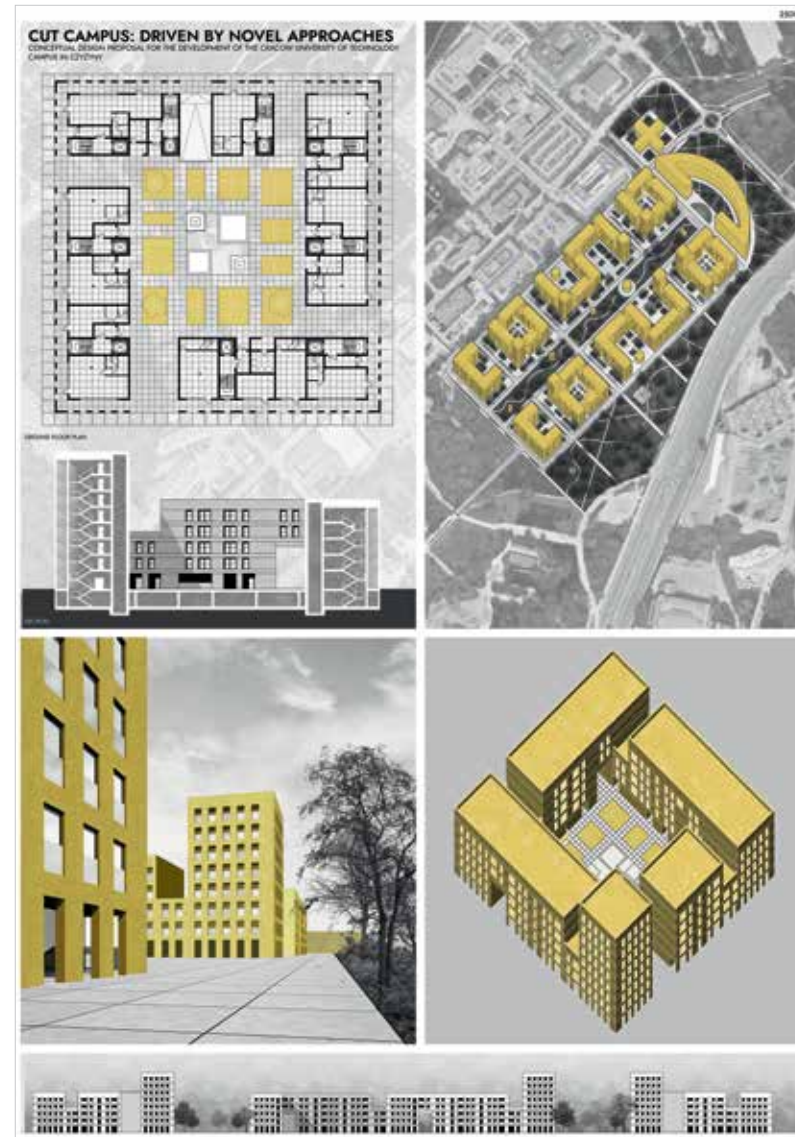 CUT CAMPUS: DRIVEN BY NOVEL APPROACHES
CONCEPTUAL DESIGN PROPOSAL FOR THE DEVELOPMENT OF THE CRACOW UNIVERSITY OF TECHNOLOGY
CAMPUS IN CZYŻYNY
GROUND FLOOR PLAN